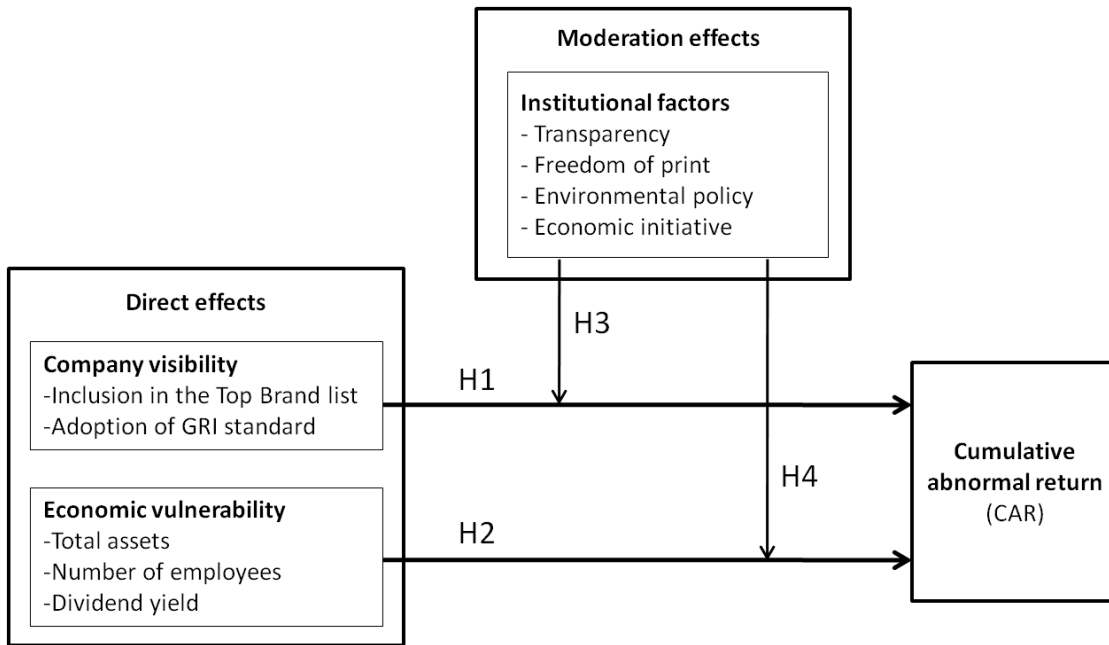 Moderation effects
Institutional factors
- Transparency
- Freedom of print
- Environmental policy
- Economic initiative
Direct effects
Company visibility
-Inclusion in the Top Brand list
-Adoption of GRI standard
Economic vulnerability
-Total assets
-Number of employees
-Dividend yield
H1
H3
H2
H4
Cumulative
abnormal return
(CAR)